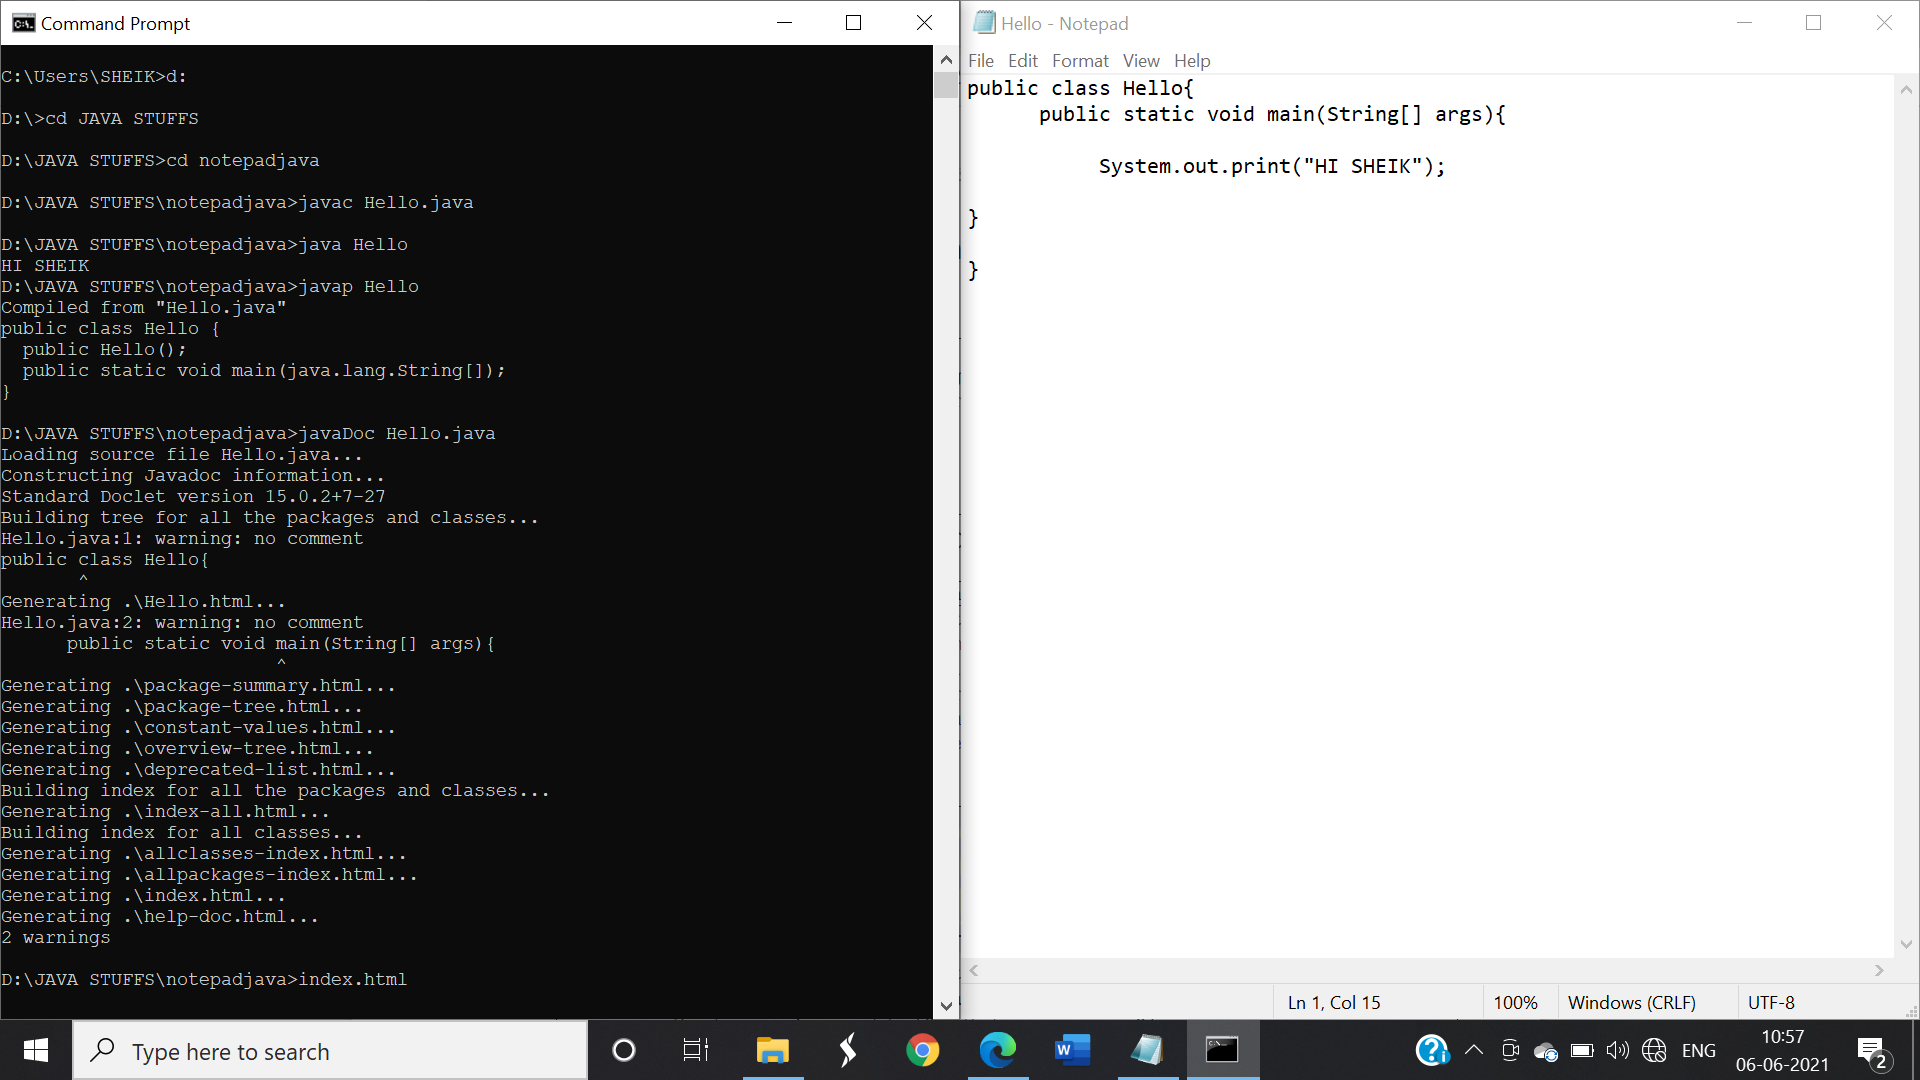 Command Prompt
C:\Users\SHEIK>d:
D:\>cd JAVA STUFFS
D:\JAVA STUFFS>cd notepadjava
D:\JAVA STUFFS\notepadjava>javac Hello.java
D:\JAVA STUFFS\notepadjava>java Hello
HI SHEIK
D:\JAVA STUFFS\notepadjava>javap Hello
Compiled from "Hello.java"
public class Hello {
  public Hello();
  public static void main(java.lang.String[]);
}
D:\JAVA STUFFS\notepadjava>javaDoc Hello.java
Loading source file Hello.java...
Constructing Javadoc information...
Standard Doclet version 15.0.2+7-27
Building tree for all the packages and classes...
Hello.java:1: warning: no comment
public class Hello{
       ^
Generating .\Hello.html...
Hello.java:2: warning: no comment
      public static void main(String[] args){
                         ^
Generating .\package-summary.html...
Generating .\package-tree.html...
Generating .\constant-values.html...
Generating .\overview-tree.html...
Generating .\deprecated-list.html...
Building index for all the packages and classes...
Generating .\index-all.html...
Building index for all classes...
Generating .\allclasses-index.html...
Generating .\allpackages-index.html...
Generating .\index.html...
Generating .\help-doc.html...
2 warnings
D:\JAVA STUFFS\notepadjava>index.html
Hello - Notepad
File Edit Format View Help
public class Hello{
      public static void main(String[] args){
           System.out.print("HI SHEIK");
}
}
Ln 1, Col 15 100% Windows (CRLF) UTF-8
Type here to search
ENG
10:57
06-06-2021
2